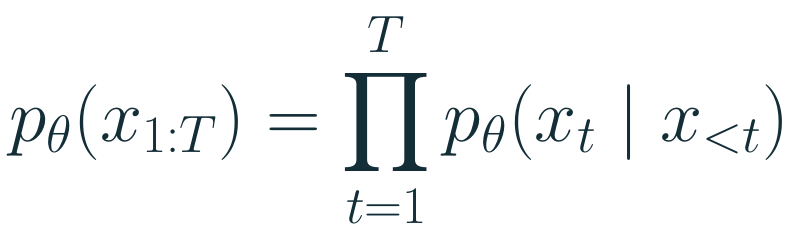 p_θ(x_{1:T}) = ∏_{t=1}^{T} p_θ(x_t | x_{<t})